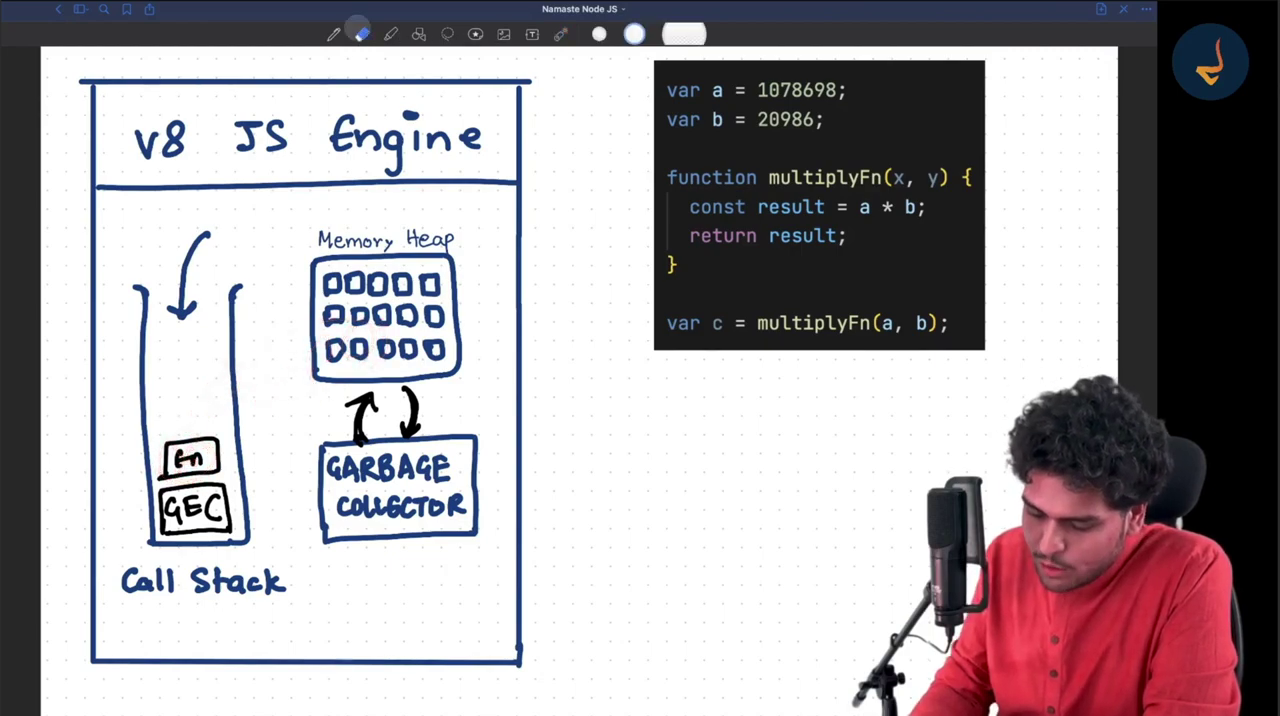 Namaste Node JS
V8 JS Engine
Memory Heap
fn
GEC
GARBAGE
COLLECTOR
Call Stack
var a = 1078698;
var b = 20986;
function multiplyFn(x, y) {
const result = a * b;
return result;
}
var c = multiplyFn(a, b);